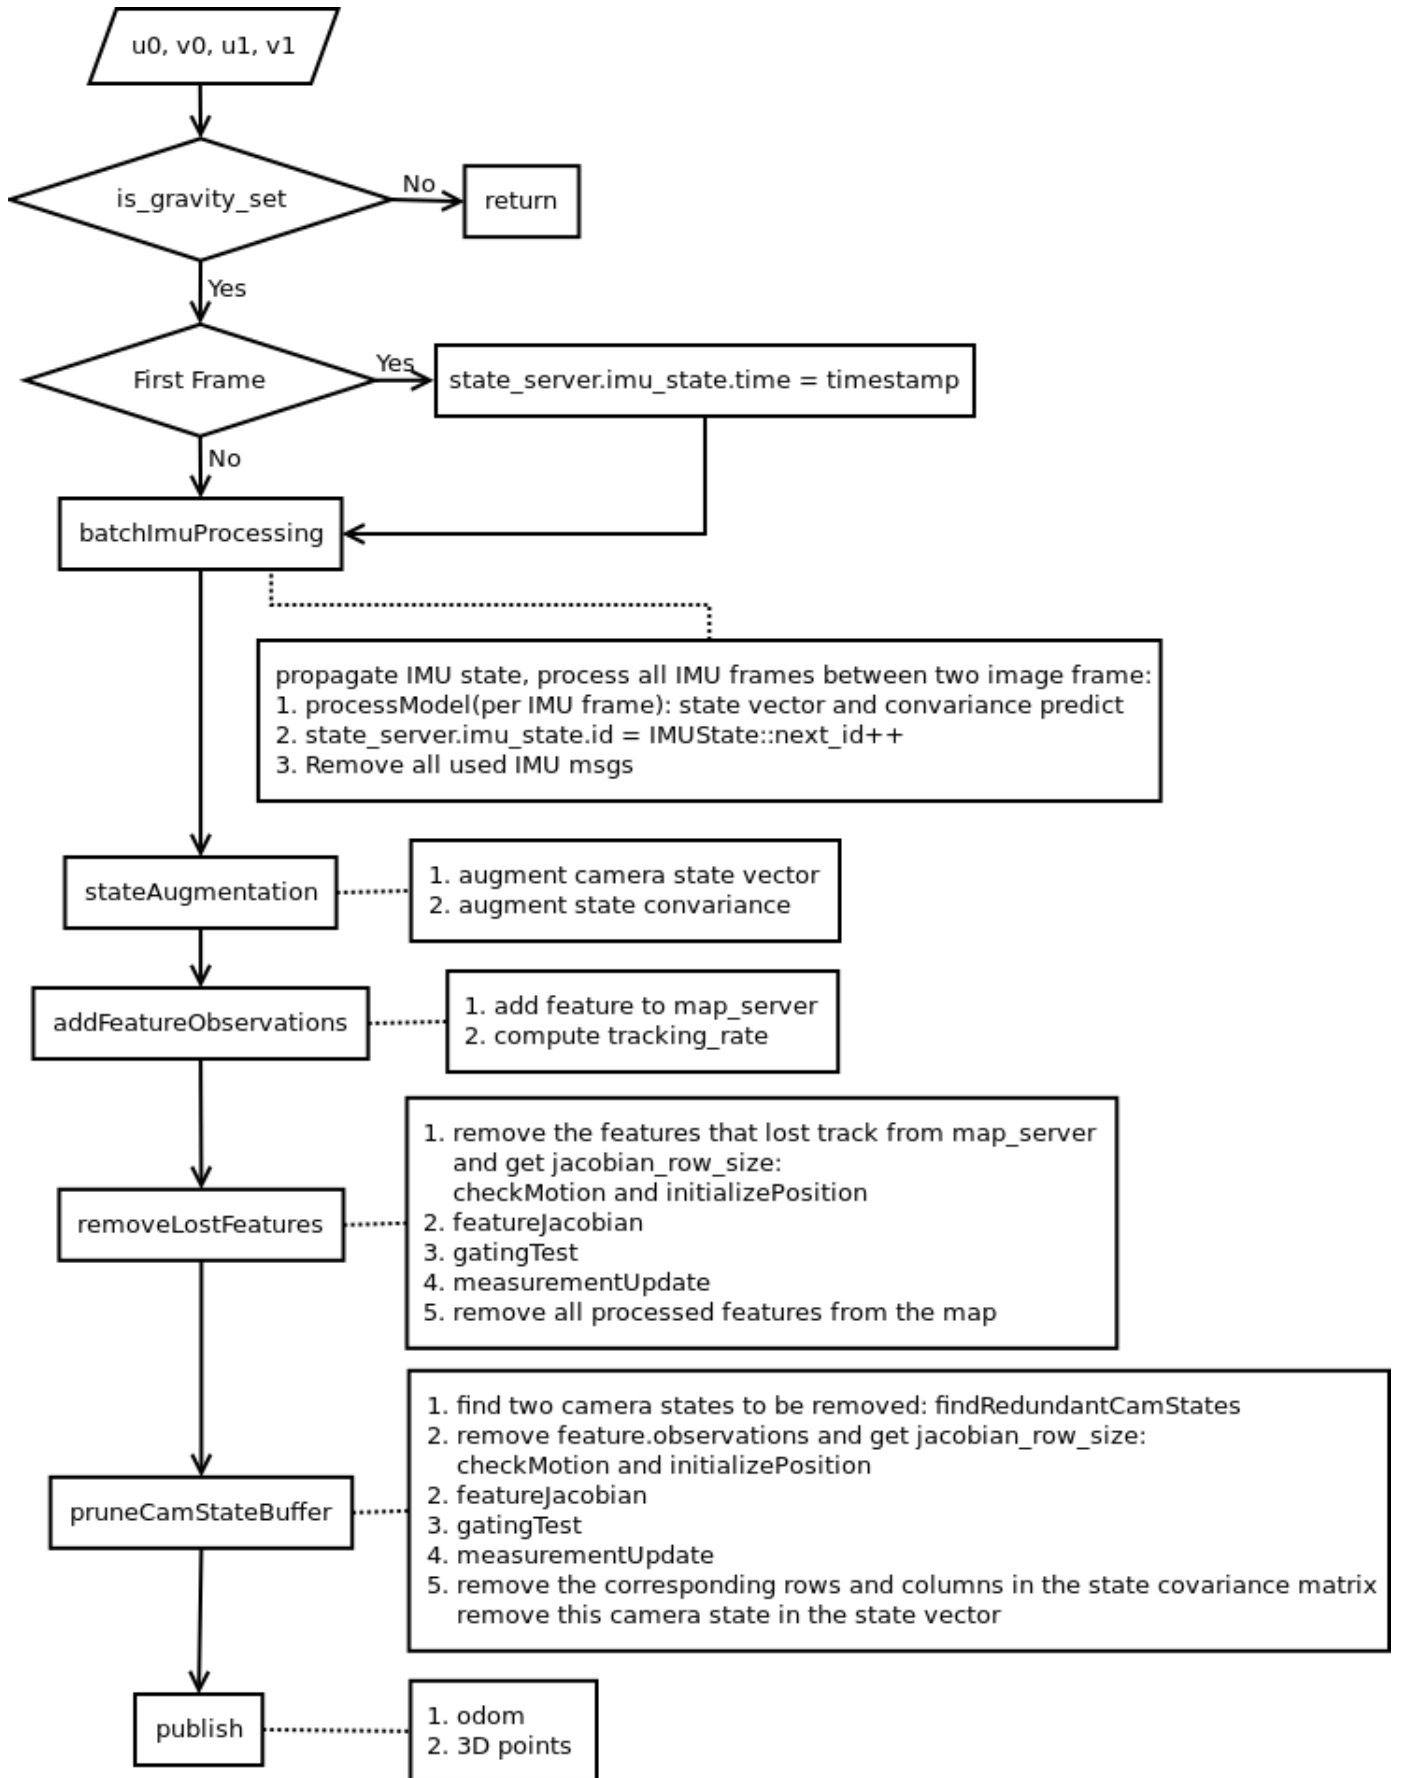 u0, v0, u1, v1
is_gravity_set
No
return
Yes
First Frame
Yes
state_server.imu_state.time = timestamp
No
batchImuProcessing
propagate IMU state, process all IMU frames between two image frame:
1. processModel(per IMU frame): state vector and convariance predict
2. state_server.imu_state.id = IMUState::next_id++
3. Remove all used IMU msgs
stateAugmentation
1. augment camera state vector
2. augment state convariance
addFeatureObservations
1. add feature to map_server
2. compute tracking_rate
removeLostFeatures
1. remove the features that lost track from map_server
and get jacobian_row_size:
checkMotion and initializePosition
2. featureJacobian
3. gatingTest
4. measurementUpdate
5. remove all processed features from the map
pruneCamStateBuffer
1. find two camera states to be removed: findRedundantCamStates
2. remove feature.observations and get jacobian_row_size:
checkMotion and initializePosition
2. featureJacobian
3. gatingTest
4. measurementUpdate
5. remove the corresponding rows and columns in the state covariance matrix
remove this camera state in the state vector
publish
1. odom
2. 3D points